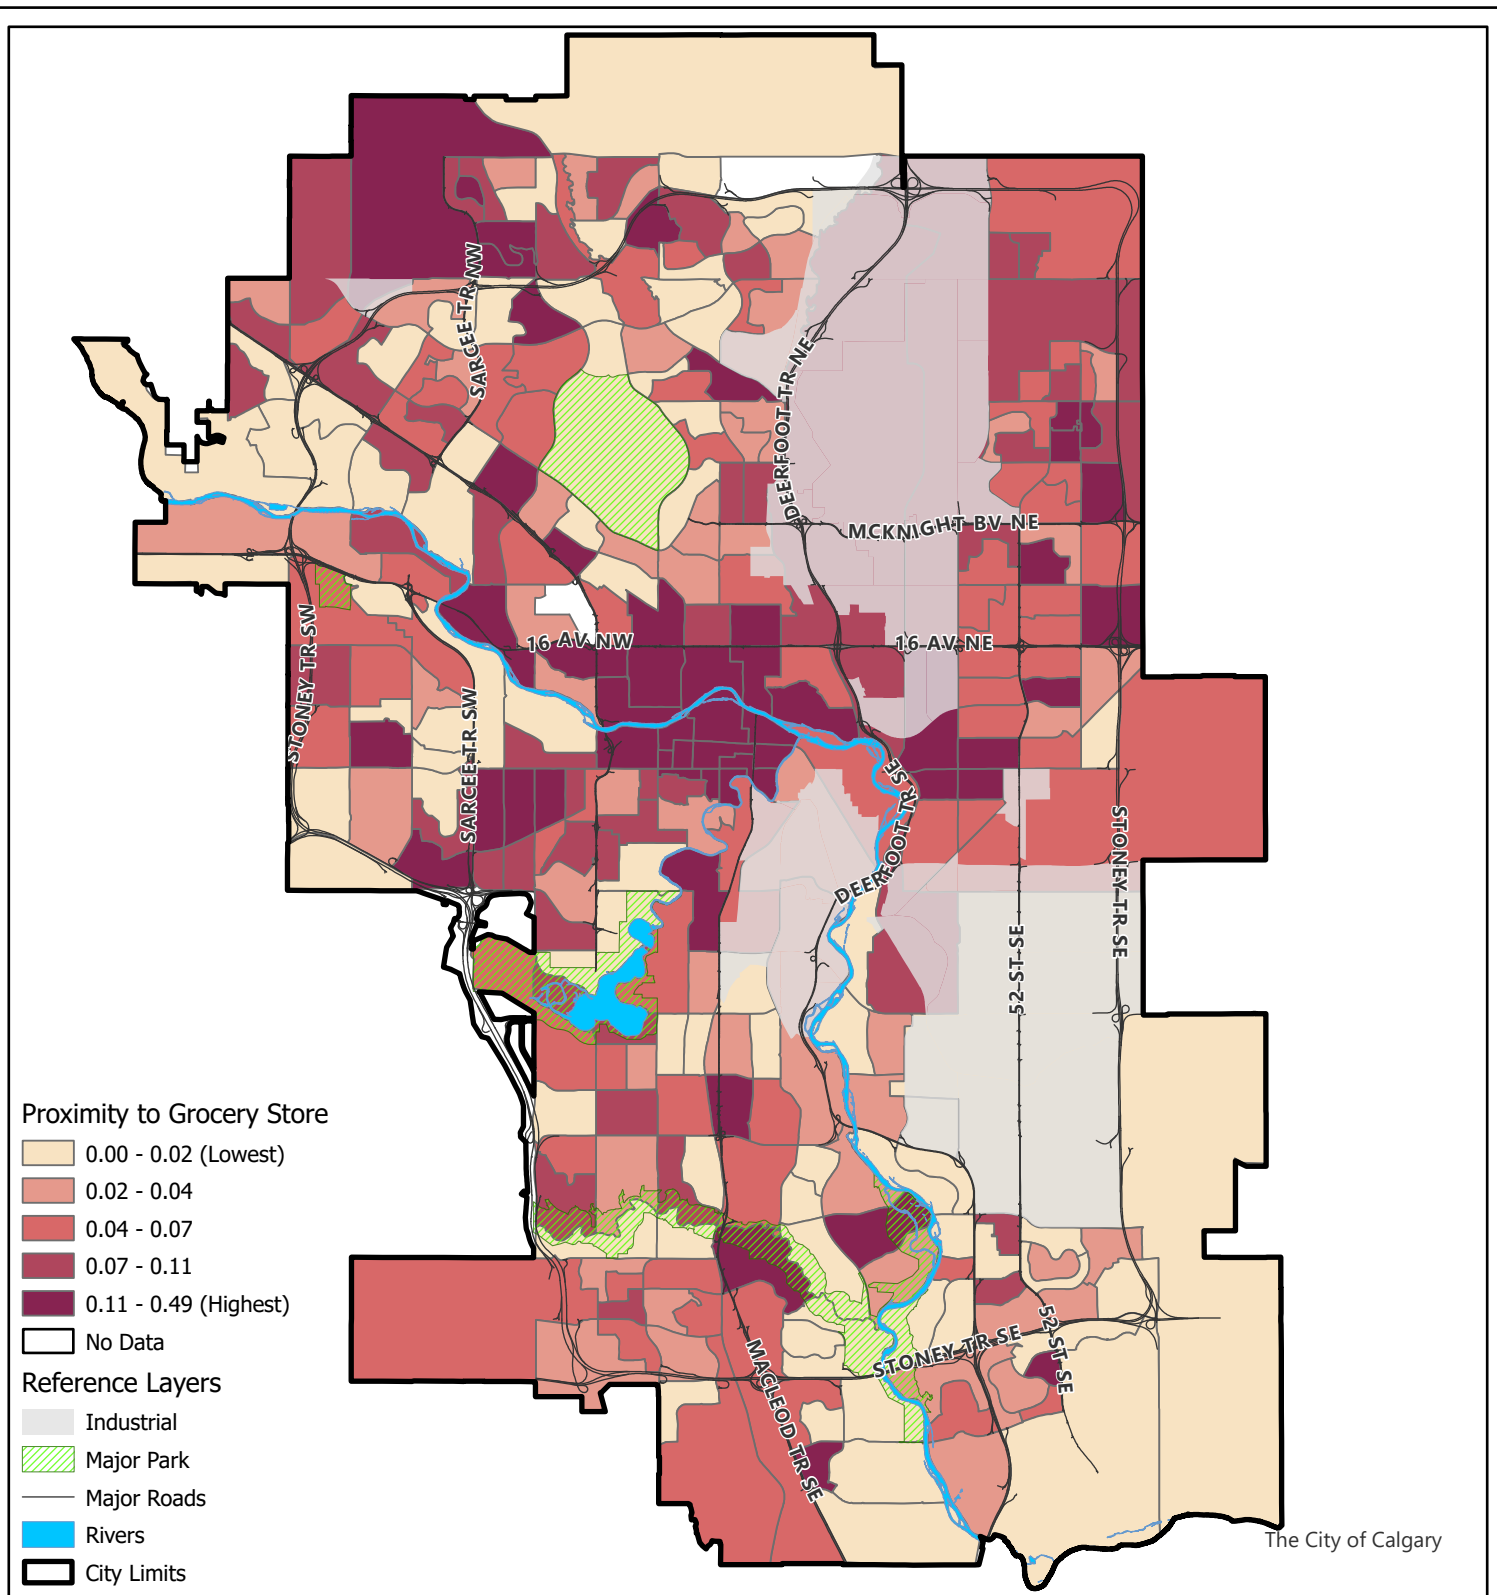 SARCEE TR NW
DEERFOOT TR NE
MCKNIGHT BV NE
16 AV NW
16 AV NE
STONEY TR SW
SARCEE TR SW
DEERFOOT TR SE
STONEY TR SE
52 ST SE
52 ST SE
STONEY TR SE
MACLEOD TR SE
Proximity to Grocery Store
0.00 - 0.02 (Lowest)
0.02 - 0.04
0.04 - 0.07
0.07 - 0.11
0.11 - 0.49 (Highest)
No Data
Reference Layers
Industrial
Major Park
Major Roads
Rivers
City Limits
The City of Calgary